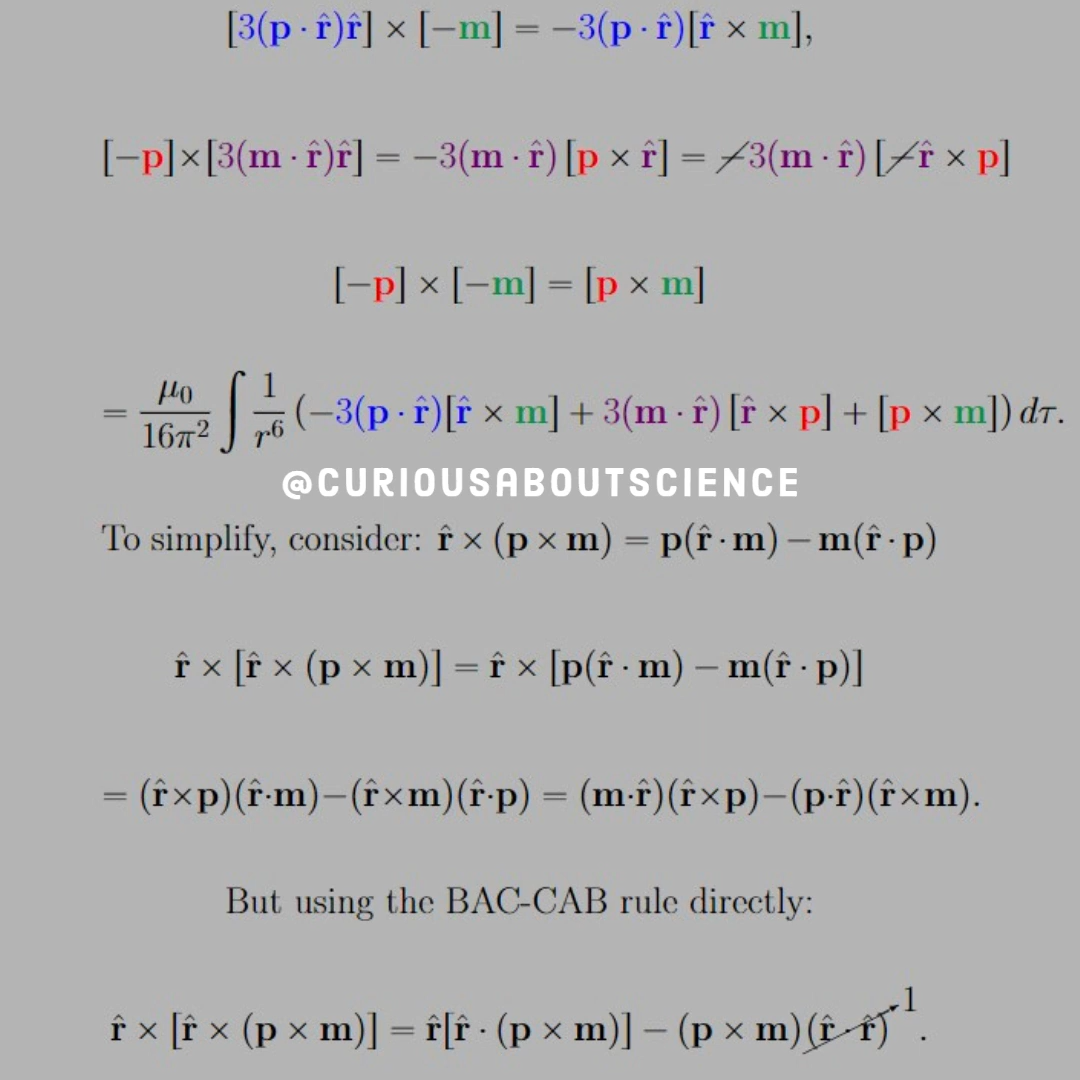 [3(p · r̂)r̂] × [−m] = −3(p · r̂)[r̂ × m],
[−p]×[3(m · r̂)r̂] = −3(m · r̂) [p × r̂] = −3(m · r̂) [−r̂ × p]
[−p] × [−m] = [p × m]
= μ₀/16π² ∫ 1/r⁶ (−3(p · r̂)[r̂ × m] + 3(m · r̂) [r̂ × p] + [p × m]) dτ.
@CURIOUSABOUTSCIENCE
To simplify, consider: r̂ × (p × m) = p(r̂ · m) − m(r̂ · p)
r̂ × [r̂ × (p × m)] = r̂ × [p(r̂ · m) − m(r̂ · p)]
= (r̂×p)(r̂·m)−(r̂×m)(r̂·p) = (m·r̂)(r̂×p)−(p·r̂)(r̂×m).
But using the BAC-CAB rule directly:
r̂ × [r̂ × (p × m)] = r̂[r̂ · (p × m)] − (p × m)(r̂ · r̂) 1.